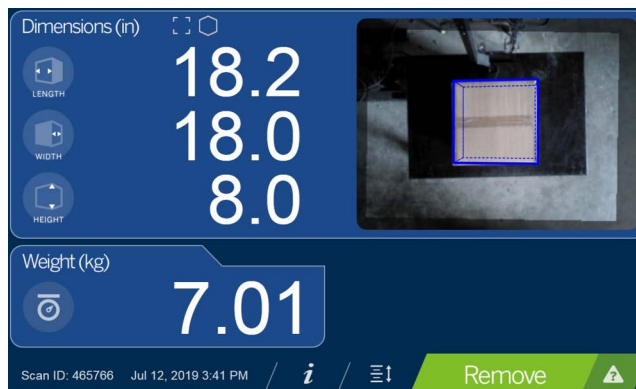 Dimensions (in)
LENGTH
18.2
WIDTH
18.0
HEIGHT
8.0
Weight (kg)
7.01
Scan ID: 465766 Jul 12, 2019 3:41 PM i Remove ?